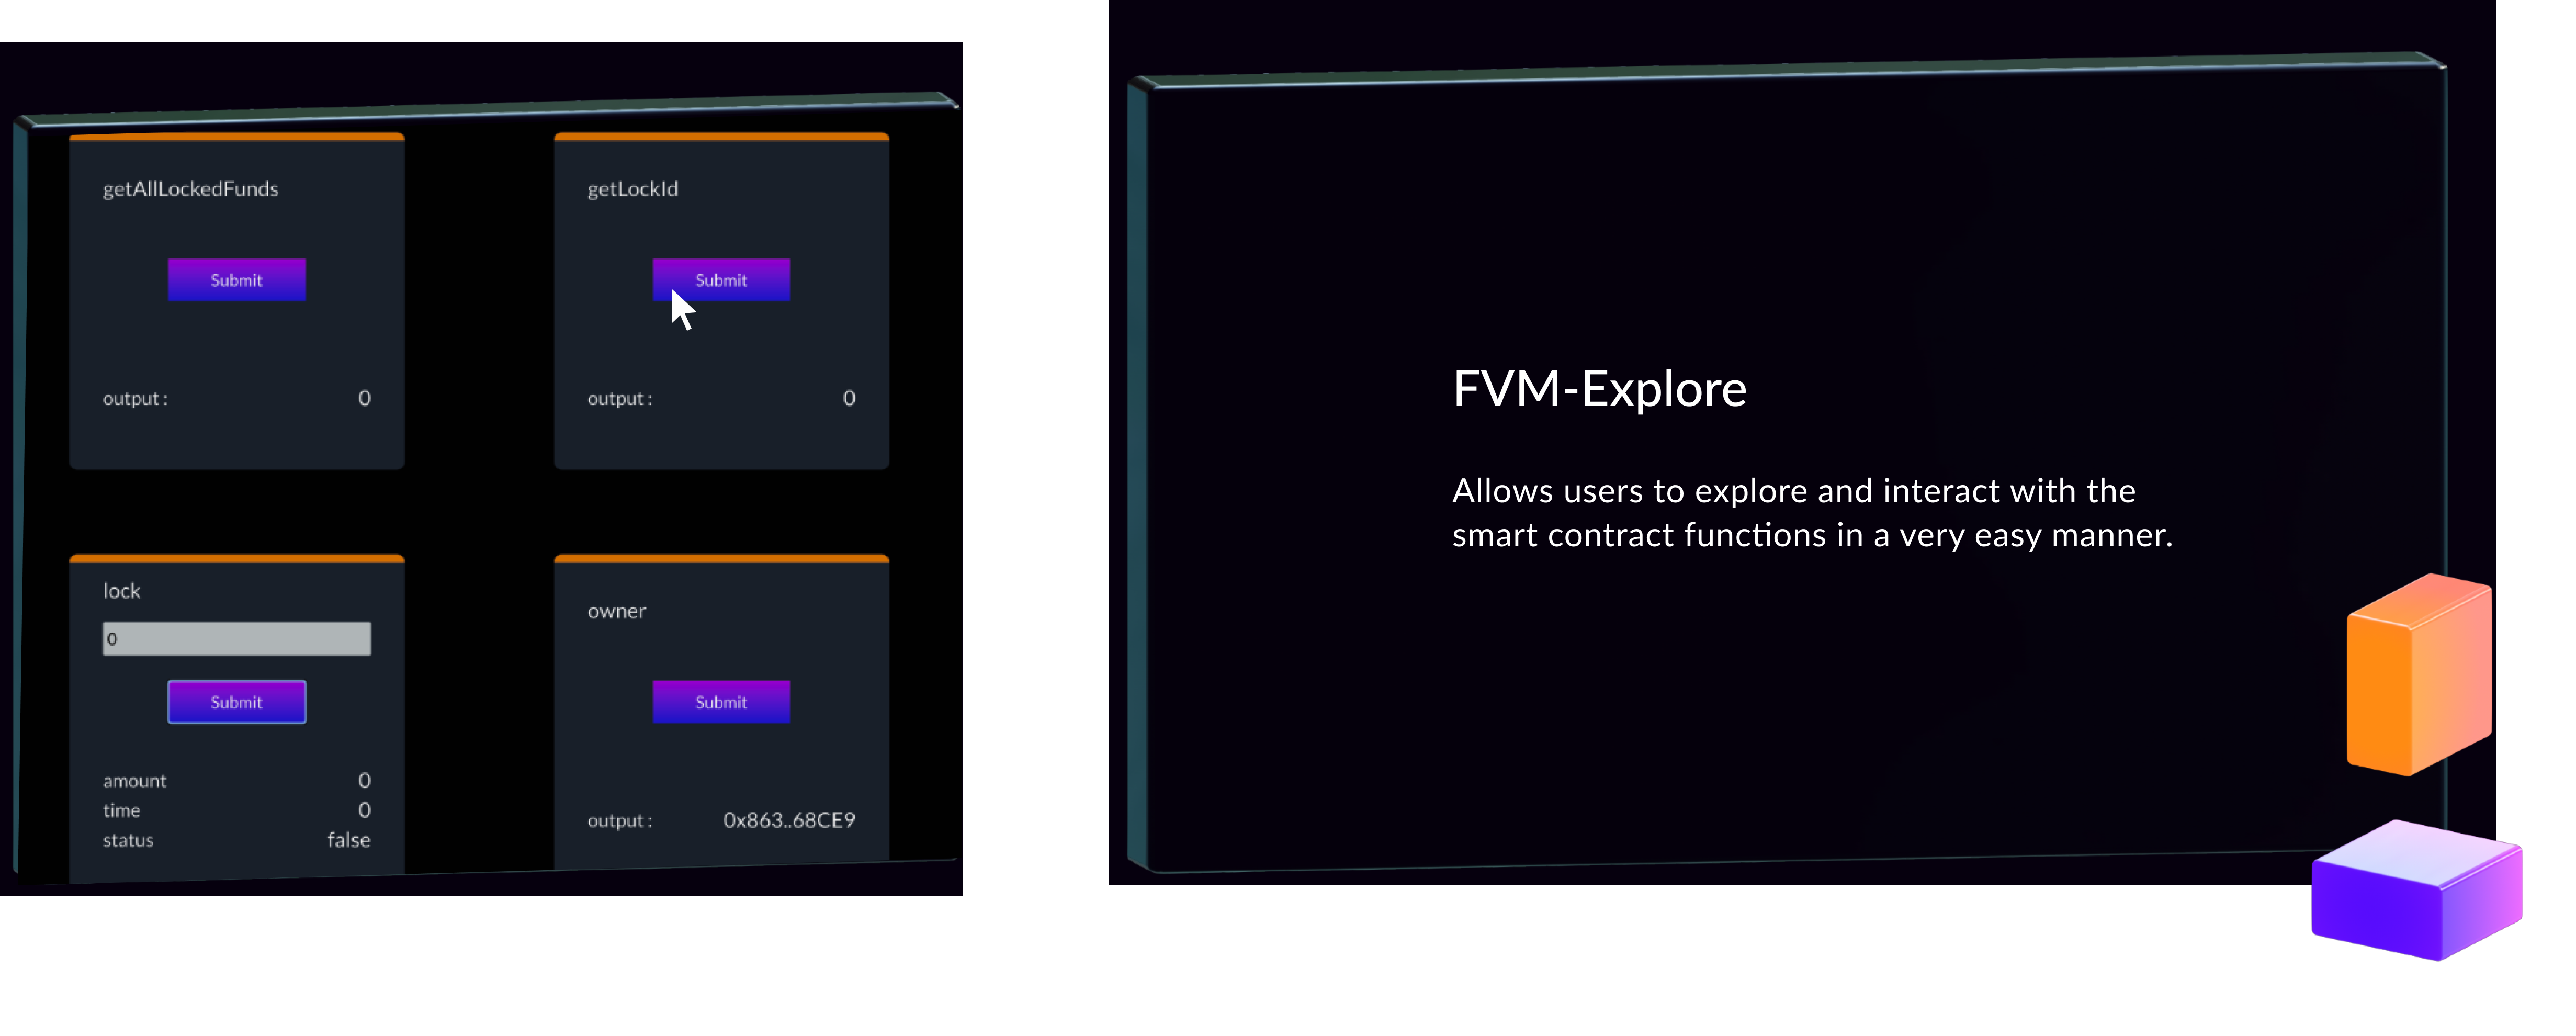 getAllLockedFunds
Submit
output : 0
getLockId
Submit
output : 0
lock
0
Submit
amount 0
time 0
status false
owner
Submit
output : 0x863..68CE9
FVM-Explore
Allows users to explore and interact with the
smart contract functions in a very easy manner.